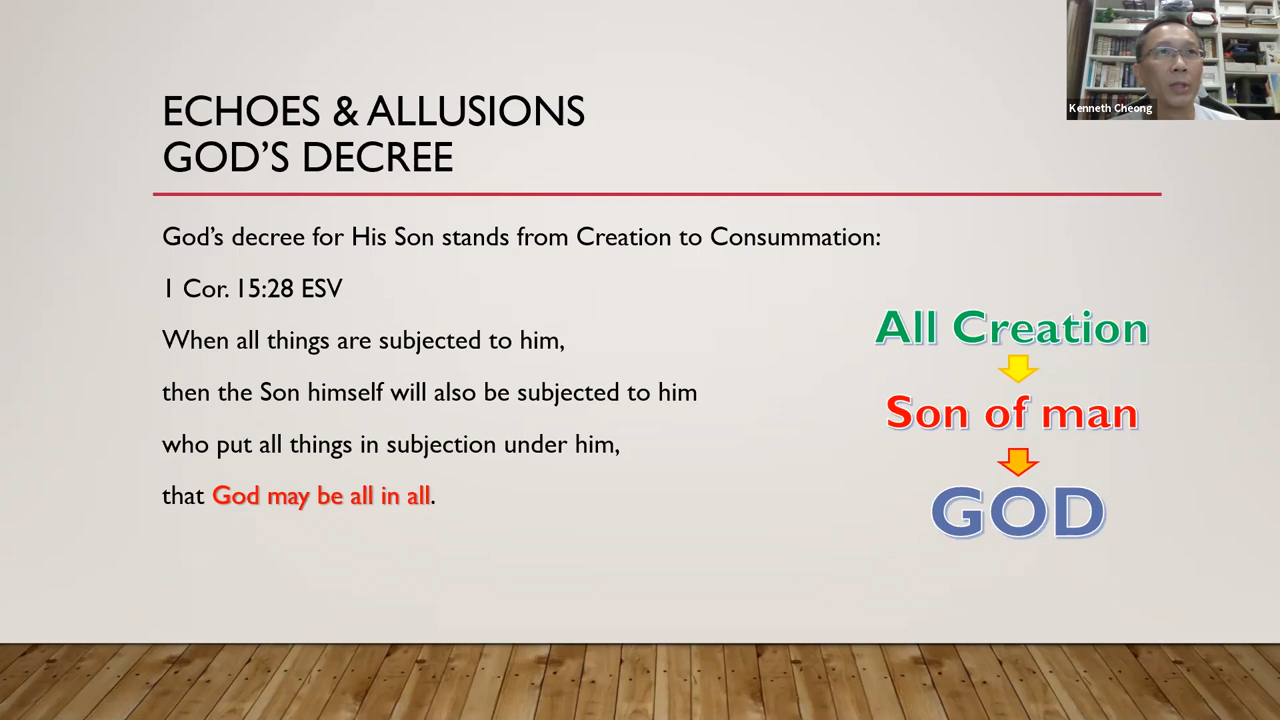 Kenneth Cheong
ECHOES & ALLUSIONS
GOD'S DECREE
God's decree for His Son stands from Creation to Consummation:
1 Cor. 15:28 ESV
When all things are subjected to him,
then the Son himself will also be subjected to him
who put all things in subjection under him,
that God may be all in all.
All Creation
Son of man
GOD